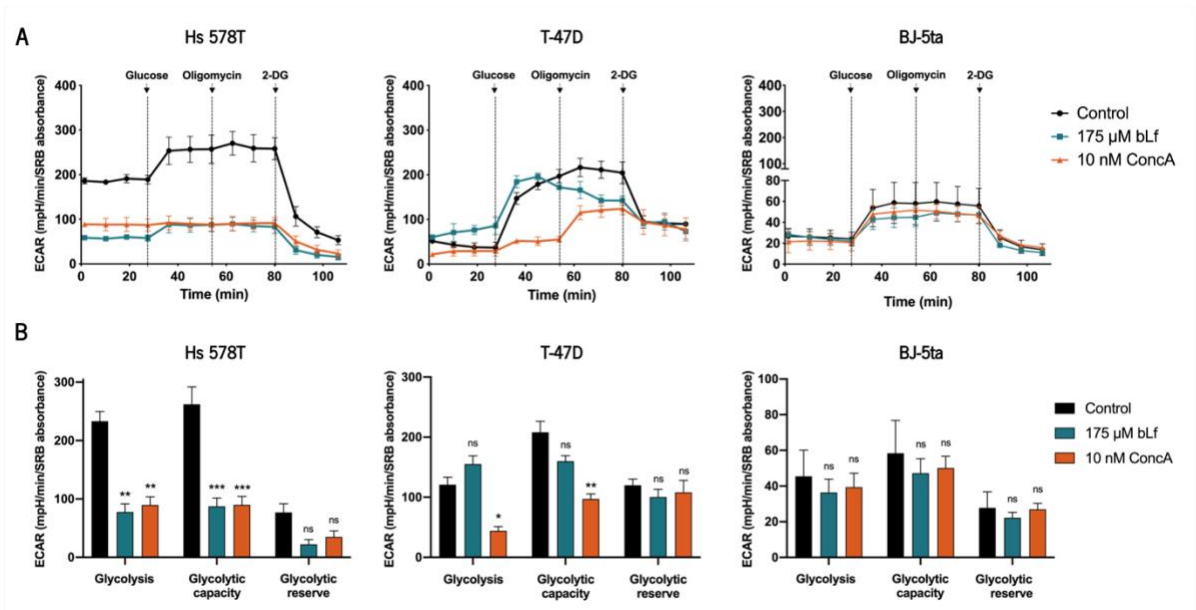 A
Hs 578T
T-47D
BJ-5ta
Glucose Oligomycin 2-DG
Glucose Oligomycin 2-DG
Glucose Oligomycin 2-DG
ECAR (mpH/min/SRB absorbance)
400
300
200
100
0
0 20 40 60 80 100
Time (min)
ECAR (mpH/min/SRB absorbance)
400
300
200
100
0
0 20 40 60 80 100
Time (min)
ECAR (mpH/min/SRB absorbance)
400
300
200
100
80
60
40
20
0
0 20 40 60 80 100
Time (min)
Control
175 µM bLf
10 nM ConcA
B
Hs 578T
T-47D
BJ-5ta
ECAR (mpH/min/SRB absorbance)
300
200
100
0
** **
*** ***
ns ns
Glycolysis
Glycolytic
capacity
Glycolytic
reserve
ECAR (mpH/min/SRB absorbance)
300
200
100
0
ns *
ns **
ns ns
Glycolysis
Glycolytic
capacity
Glycolytic
reserve
ECAR (mpH/min/SRB absorbance)
100
80
60
40
20
0
ns ns
ns ns
ns ns
Glycolysis
Glycolytic
capacity
Glycolytic
reserve
Control
175 µM bLf
10 nM ConcA